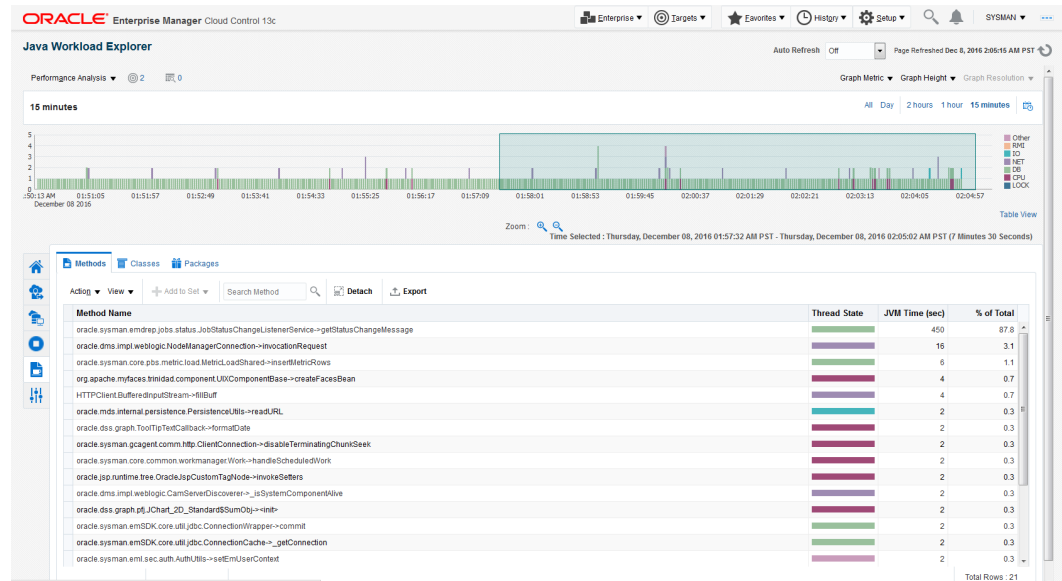 ORACLE Enterprise Manager Cloud Control 13c
Enterprise Targets Favorites History Setup SYSMAN
Java Workload Explorer
Auto Refresh Off Page Refreshed Dec 8, 2016 2:05:15 AM PST
Performance Analysis 2 0
Graph Metric Graph Height Graph Resolution
15 minutes
All Day 2 hours 1 hour 15 minutes
5
4
3
2
1
0
Other
RMI
IO
NET
DB
CPU
LOCK
:50:13 AM 01:51:05 01:51:57 01:52:49 01:53:41 01:54:33 01:55:25 01:56:17 01:57:09 01:58:01 01:58:53 01:59:45 02:00:37 02:01:29 02:02:21 02:03:13 02:04:05 02:04:57
December 08 2016
Table View
Zoom :
Time Selected : Thursday, December 08, 2016 01:57:32 AM PST - Thursday, December 08, 2016 02:05:02 AM PST (7 Minutes 30 Seconds)
Methods Classes Packages
Action View Add to Set Search Method Detach Export
Method Name Thread State JVM Time (sec) % of Total
oracle.sysman.emdrep.jobs.status.JobStatusChangeListenerService->getStatusChangeMessage 450 87.8
oracle.dms.impl.weblogic.NodeManagerConnection->invocationRequest 16 3.1
oracle.sysman.core.pbs.metric.load.MetricLoadShared->insertMetricRows 6 1.1
org.apache.myfaces.trinidad.component.UIXComponentBase->createFacesBean 4 0.7
HTTPClient.BufferedInputStream->fillBuff 4 0.7
oracle.mds.internal.persistence.PersistenceUtils->readURL 2 0.3
oracle.dss.graph.ToolTipTextCallback->formatDate 2 0.3
oracle.sysman.gcagent.comm.http.ClientConnection->disableTerminatingChunkSeek 2 0.3
oracle.sysman.core.common.workmanager.Work->handleScheduledWork 2 0.3
oracle.jsp.runtime.tree.OracleJspCustomTagNode->invokeSetters 2 0.3
oracle.dms.impl.weblogic.CamServerDiscoverer->_isSystemComponentAlive 2 0.3
oracle.dss.graph.pfj.JChart_2D_Standard$SumObj-><init> 2 0.3
oracle.sysman.emSDK.core.util.jdbc.ConnectionWrapper->commit 2 0.3
oracle.sysman.emSDK.core.util.jdbc.ConnectionCache->_getConnection 2 0.3
oracle.sysman.eml.sec.auth.AuthUtils->setEmUserContext 2 0.3
Total Rows : 21